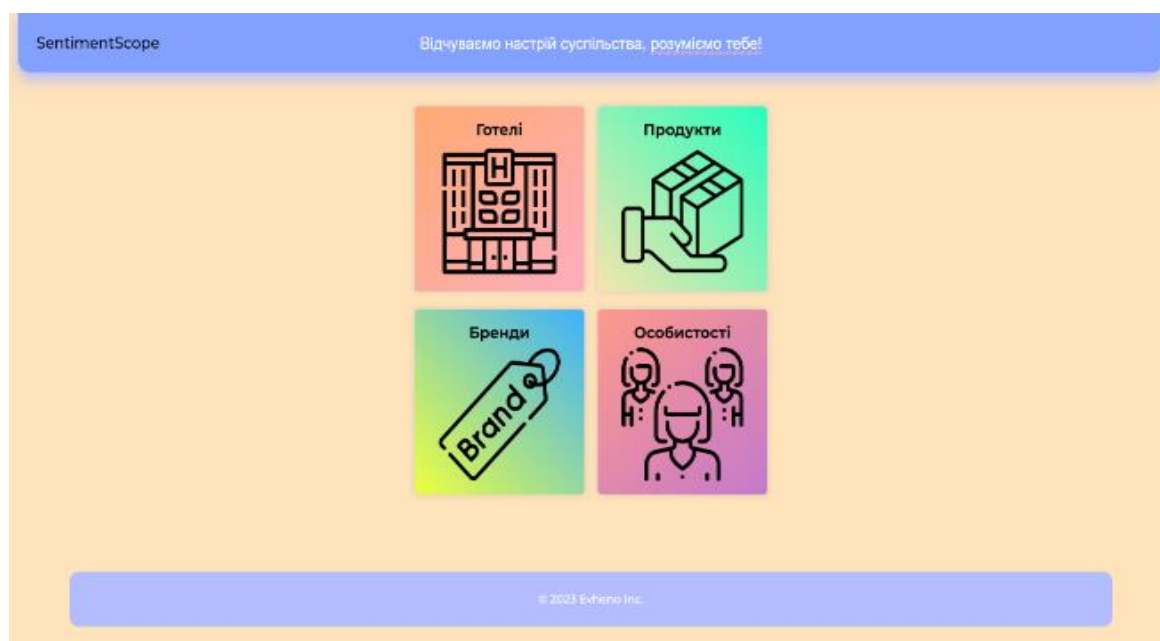 SentimentScope
Відчуваємо настрій суспільства, розуміємо тебе!
Готелі
Продукти
H
Бренди
Особистості
Brand
© 2023 Evheno Inc.